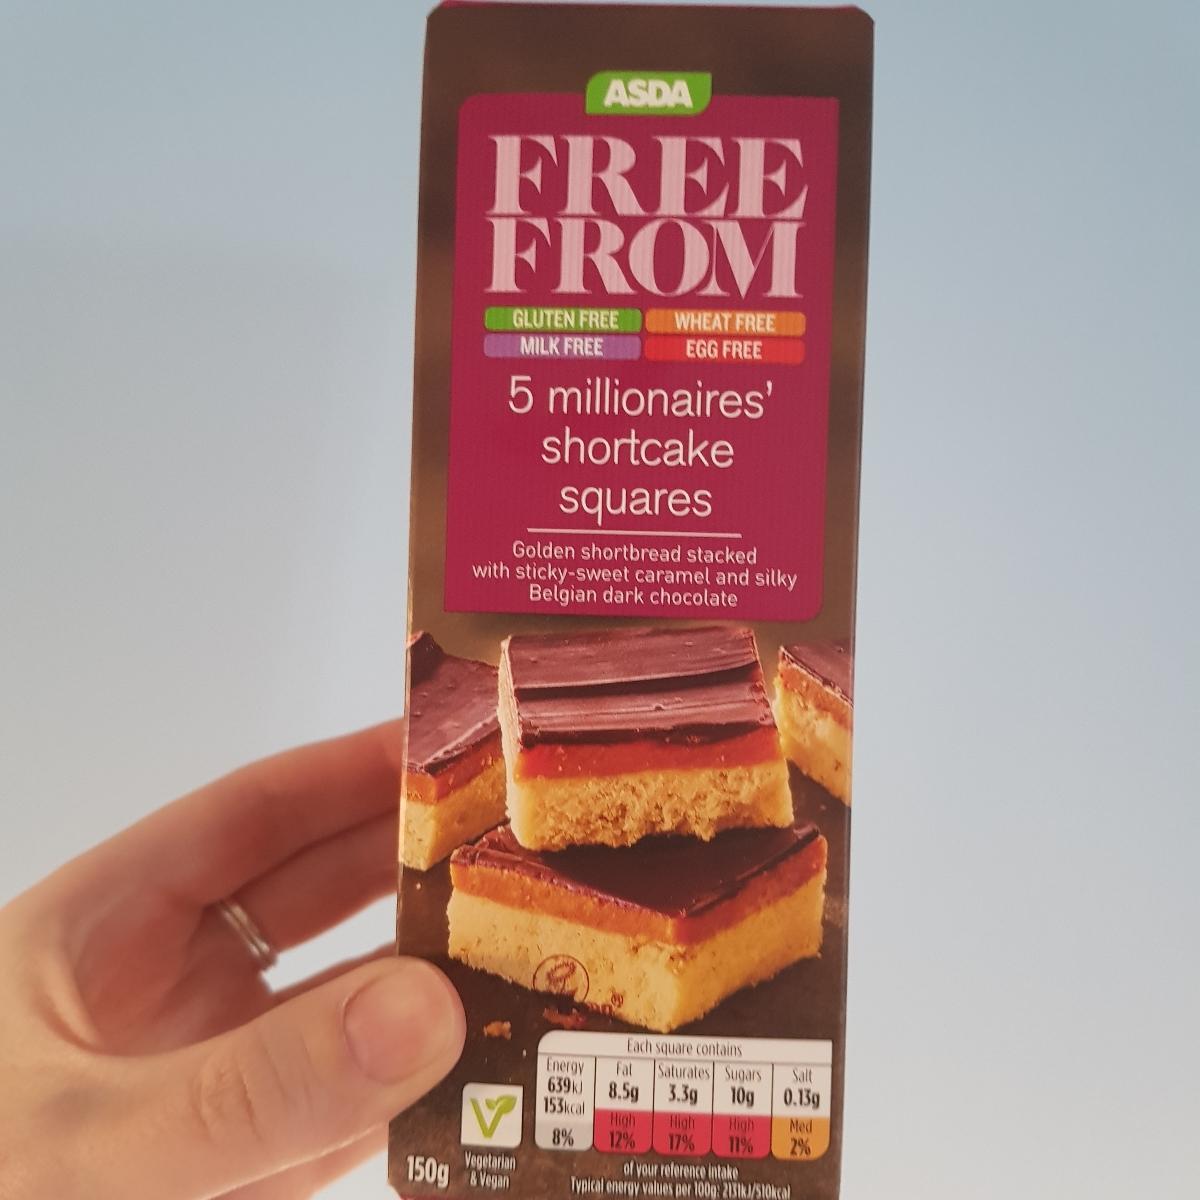 ASDA
FREE
FROM
GLUTEN FREE WHEAT FREE
MILK FREE EGG FREE
5 millionaires'
shortcake
squares
Golden shortbread stacked
with sticky-sweet caramel and silky
Belgian dark chocolate
Each square contains
Energy Fat Saturates Sugars Salt
639kJ 8.5g 3.3g 10g 0.13g
153kcal
High High High Med
8% 12% 17% 11% 2%
of your reference intake
Typical energy values per 100g: 2131kJ/510kcal
150g
Vegetarian
& Vegan